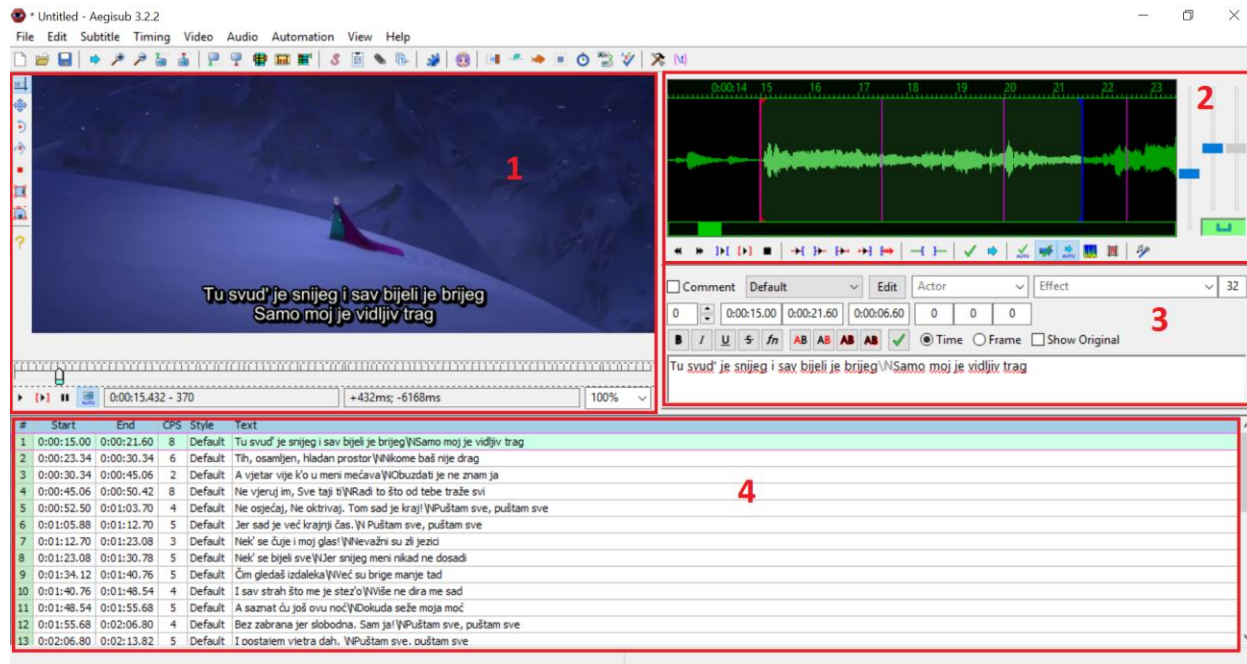 * Untitled - Aegisub 3.2.2
File Edit Subtitle Timing Video Audio Automation View Help
1
Tu svud' je snijeg i sav bijeli je brijeg
Samo moj je vidljiv trag
0:00:15.432 - 370
+432ms; -6168ms
100%
0:00:14 15 16 17 18 19 20 21 22 23
2
Comment Default Edit Actor Effect 32
0 0:00:15.00 0:00:21.60 0:00:06.60 0 0 0
3
B I U S fn AB AB AB AB Time Frame Show Original
Tu svud' je snijeg i sav bijeli je brijeg\NSamo moj je vidljiv trag
# Start End CPS Style Text
1 0:00:15.00 0:00:21.60 8 Default Tu svud' je snijeg i sav bijeli je brijeg\NSamo moj je vidljiv trag
2 0:00:23.34 0:00:30.34 6 Default Tih, osamljen, hladan prostor\NNikome baš nije drag
3 0:00:30.34 0:00:45.06 2 Default A vjetar vije k'o u meni mećava\NObuzdati je ne znam ja
4 0:00:45.06 0:00:50.42 8 Default Ne vjeruj im, Sve taji ti\NRadi to što od tebe traže svi
4
5 0:00:52.50 0:01:03.70 4 Default Ne osjećaj, Ne oktrivaj. Tom sad je kraj!\NPuštam sve, puštam sve
6 0:01:05.88 0:01:12.70 5 Default Jer sad je već krajnji čas.\N Puštam sve, puštam sve
7 0:01:12.70 0:01:23.08 3 Default Nek' se čuje i moj glas!\NNevažni su zli jezici
8 0:01:23.08 0:01:30.78 5 Default Nek' se bijeli sve\NJer snijeg meni nikad ne dosadi
9 0:01:34.12 0:01:40.76 5 Default Čim gledaš izdaleka\NVeć su brige manje tad
10 0:01:40.76 0:01:48.54 4 Default I sav strah što me je stez'o\NViše ne dira me sad
11 0:01:48.54 0:01:55.68 5 Default A saznat ću još ovu noć\NDokuda seže moja moć
12 0:01:55.68 0:02:06.80 4 Default Bez zabrana jer slobodna. Sam ja!\NPuštam sve, puštam sve
13 0:02:06.80 0:02:13.82 5 Default I postajem vjetra dah. \NPuštam sve, puštam sve